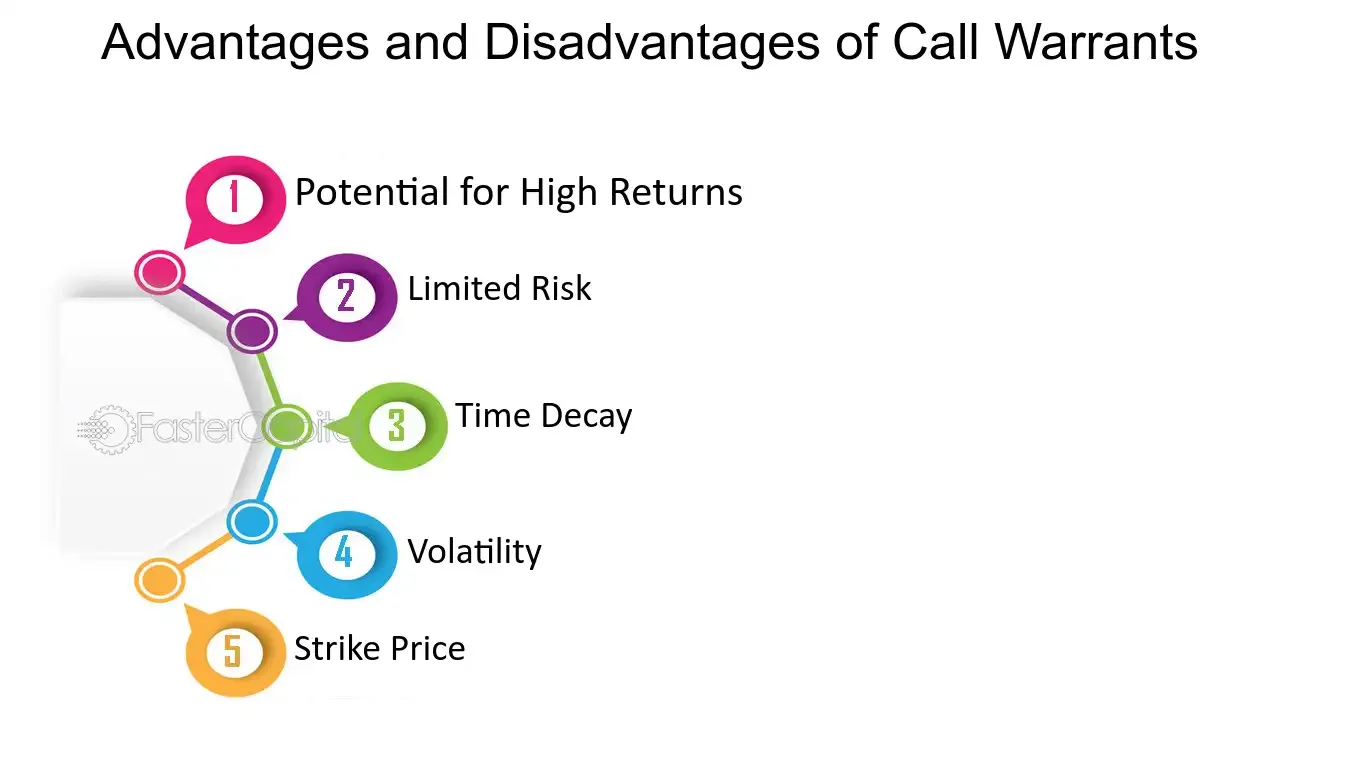 Advantages and Disadvantages of Call Warrants
1 Potential for High Returns
2 Limited Risk
3 Time Decay
FasterCapital
4 Volatility
5 Strike Price